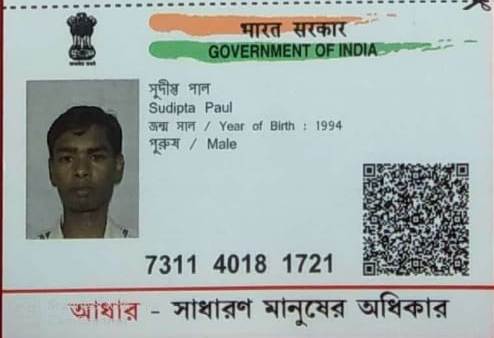 भारत सरकार
GOVERNMENT OF INDIA
সুদীপ্ত পাল
Sudipta Paul
জন্ম সাল / Year of Birth : 1994
পুরুষ / Male
7311 4018 1721
আধার - সাধারণ মানুষের অধিকার